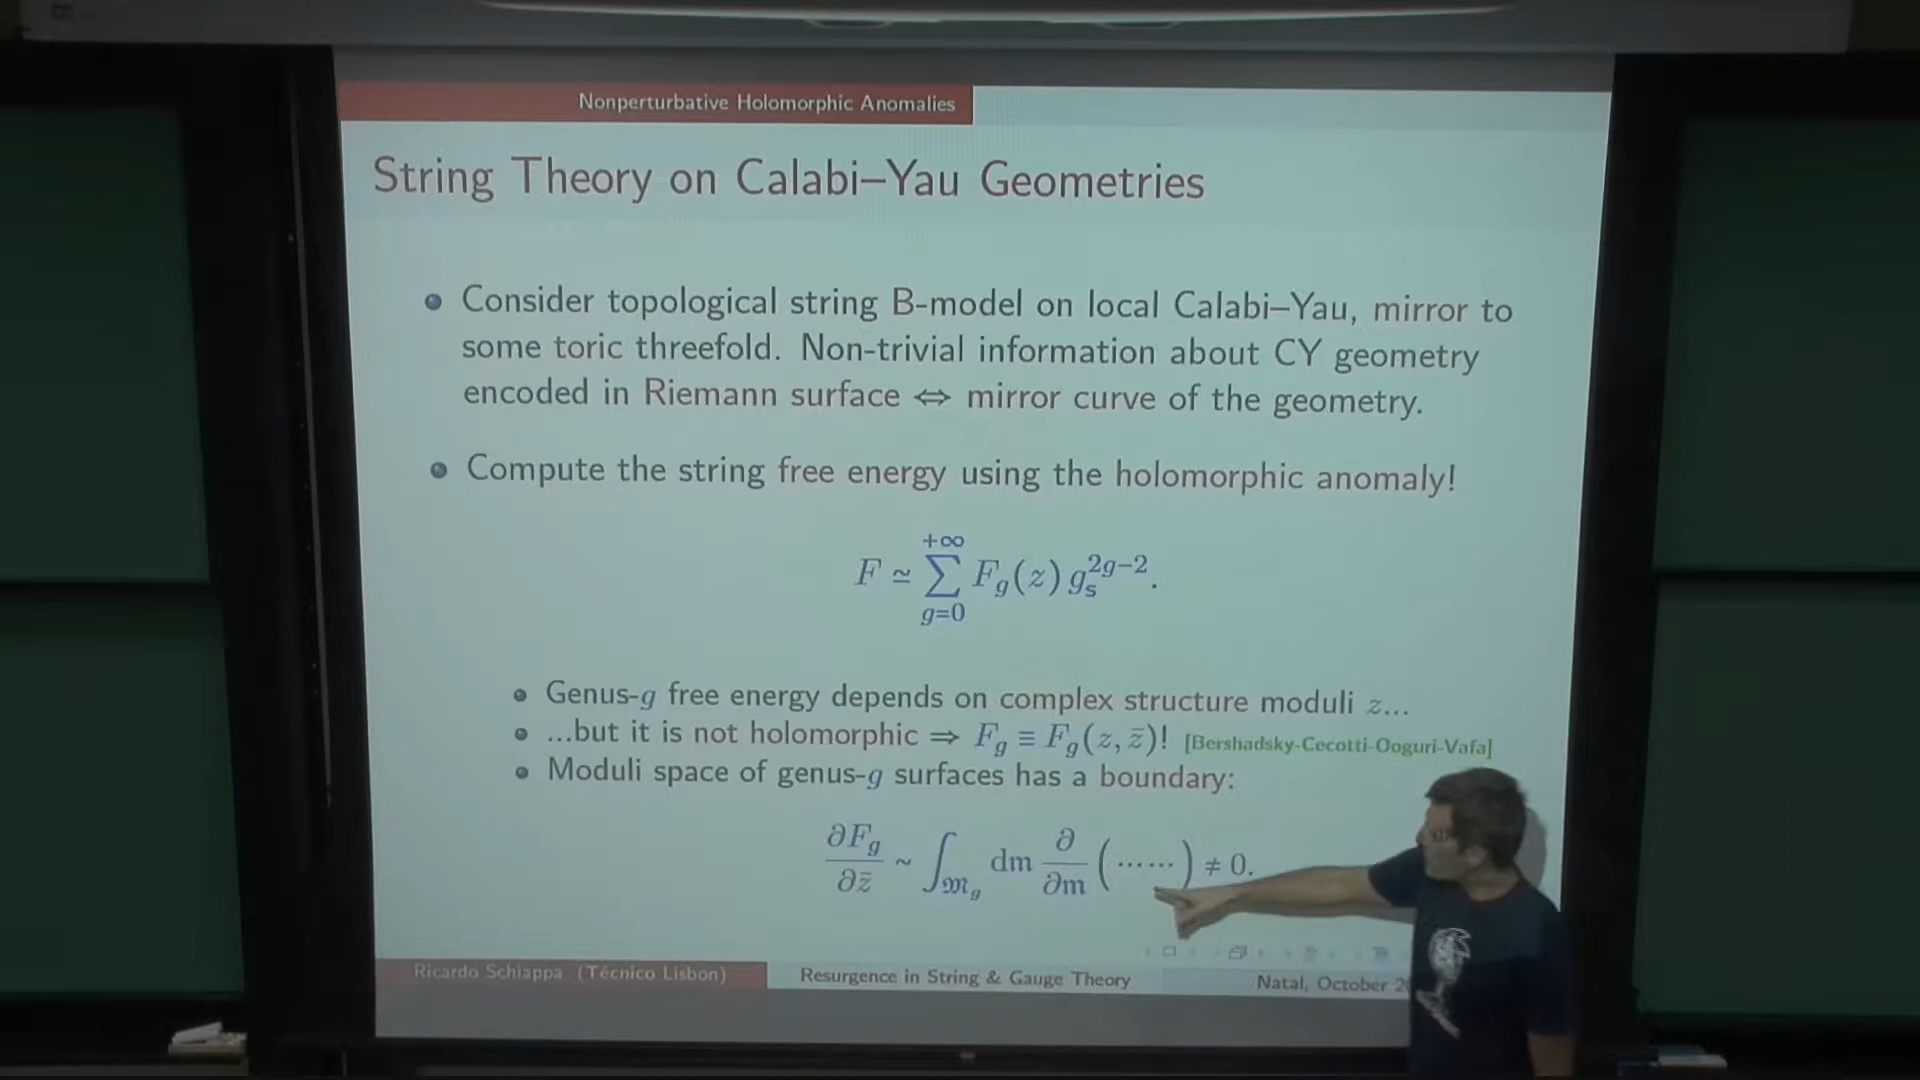 Nonperturbative Holomorphic Anomalies
String Theory on Calabi–Yau Geometries
Consider topological string B-model on local Calabi–Yau, mirror to
some toric threefold. Non-trivial information about CY geometry
encoded in Riemann surface ⇔ mirror curve of the geometry.
Compute the string free energy using the holomorphic anomaly!
F ≃ ∑_{g=0}^{+∞} F_g(z) g_s^{2g−2}.
Genus-g free energy depends on complex structure moduli z...
...but it is not holomorphic ⇒ F_g ≡ F_g(z, z̄)! [Bershadsky-Cecotti-Ooguri-Vafa]
Moduli space of genus-g surfaces has a boundary:
∂F_g/∂z̄ ~ ∫_{𝔐_g} dm ∂/∂m (······) ≠ 0.
Ricardo Schiappa (Técnico Lisbon)
Resurgence in String & Gauge Theory
Natal, October